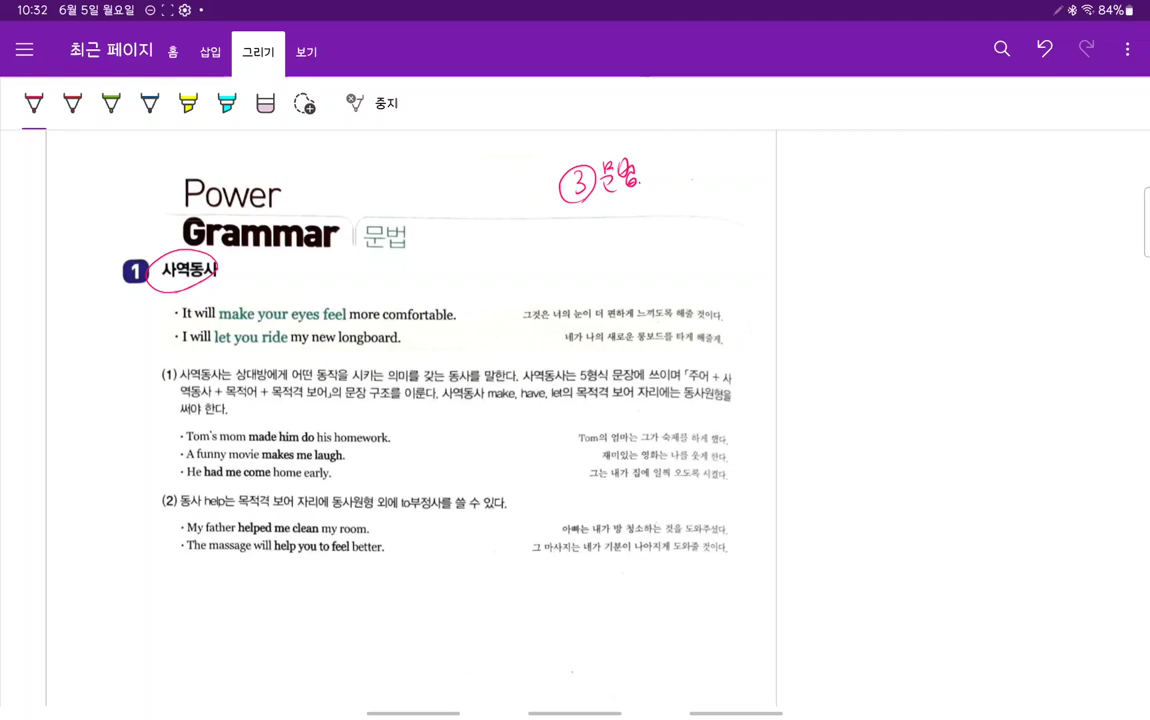 10:32 6월 5일 월요일 84%
최근 페이지 홈 삽입 그리기 보기
중지
③ 문법.
Power
Grammar 문법
1 사역동사
· It will make your eyes feel more comfortable. 그것은 너의 눈이 더 편하게 느끼도록 해줄 것이다.
· I will let you ride my new longboard. 네가 나의 새로운 롱보드를 타게 해줄게.
(1) 사역동사는 상대방에게 어떤 동작을 시키는 의미를 갖는 동사를 말한다. 사역동사는 5형식 문장에 쓰이며 「주어 + 사
역동사 + 목적어 + 목적격 보어」의 문장 구조를 이룬다. 사역동사 make, have, let의 목적격 보어 자리에는 동사원형을
써야 한다.
· Tom's mom made him do his homework. Tom의 엄마는 그가 숙제를 하게 했다.
· A funny movie makes me laugh. 재미있는 영화는 나를 웃게 한다.
· He had me come home early. 그는 내가 집에 일찍 오도록 시켰다.
(2) 동사 help는 목적격 보어 자리에 동사원형 외에 to부정사를 쓸 수 있다.
· My father helped me clean my room. 아빠는 내가 방 청소하는 것을 도와주셨다.
· The massage will help you to feel better. 그 마사지는 네가 기분이 나아지게 도와줄 것이다.